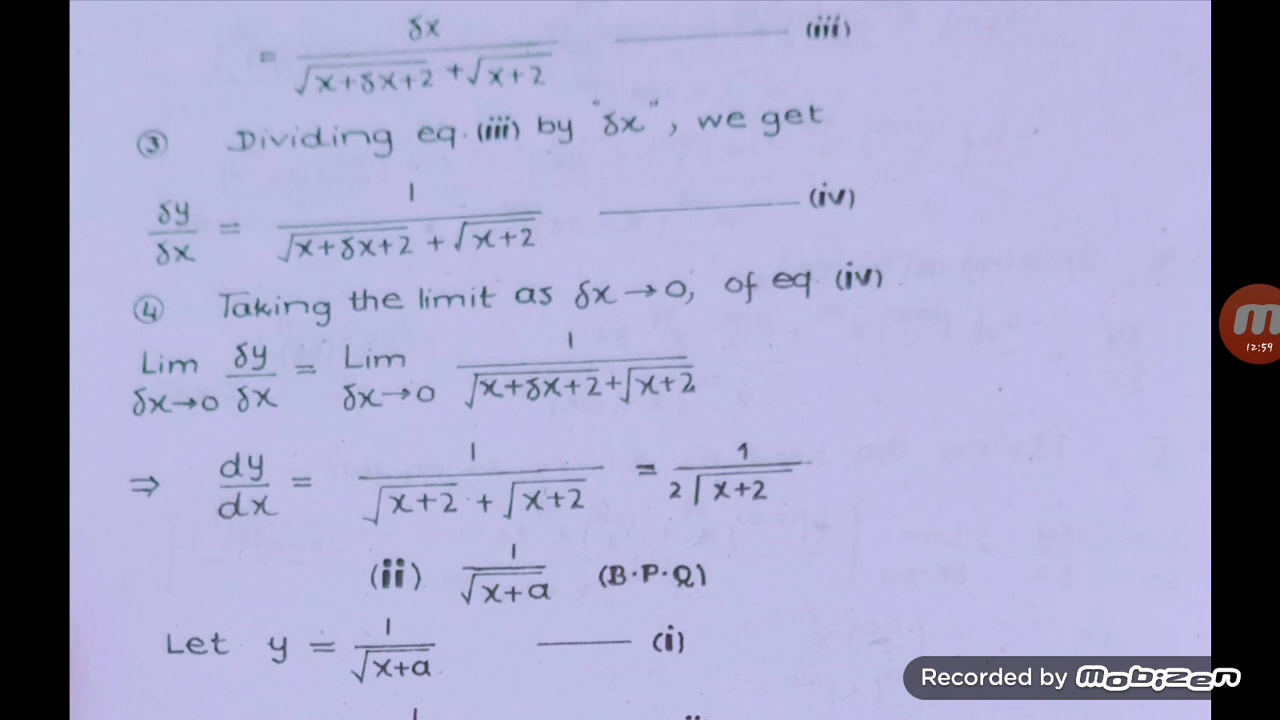 = δx / (√(x+δx+2) + √(x+2)) ——— (iii)
③ Dividing eq. (iii) by "δx", we get
δy/δx = 1 / (√(x+δx+2) + √(x+2)) ——— (iv)
④ Taking the limit as δx→0, of eq. (iv)
Lim δx→0 δy/δx = Lim δx→0 1 / (√(x+δx+2)+√(x+2))
⇒ dy/dx = 1 / (√(x+2) + √(x+2)) = 1 / (2√(x+2))
(ii) 1/√(x+a) (B.P.Q)
Let y = 1/√(x+a) ——— (i)
12:59
Recorded by mobizen